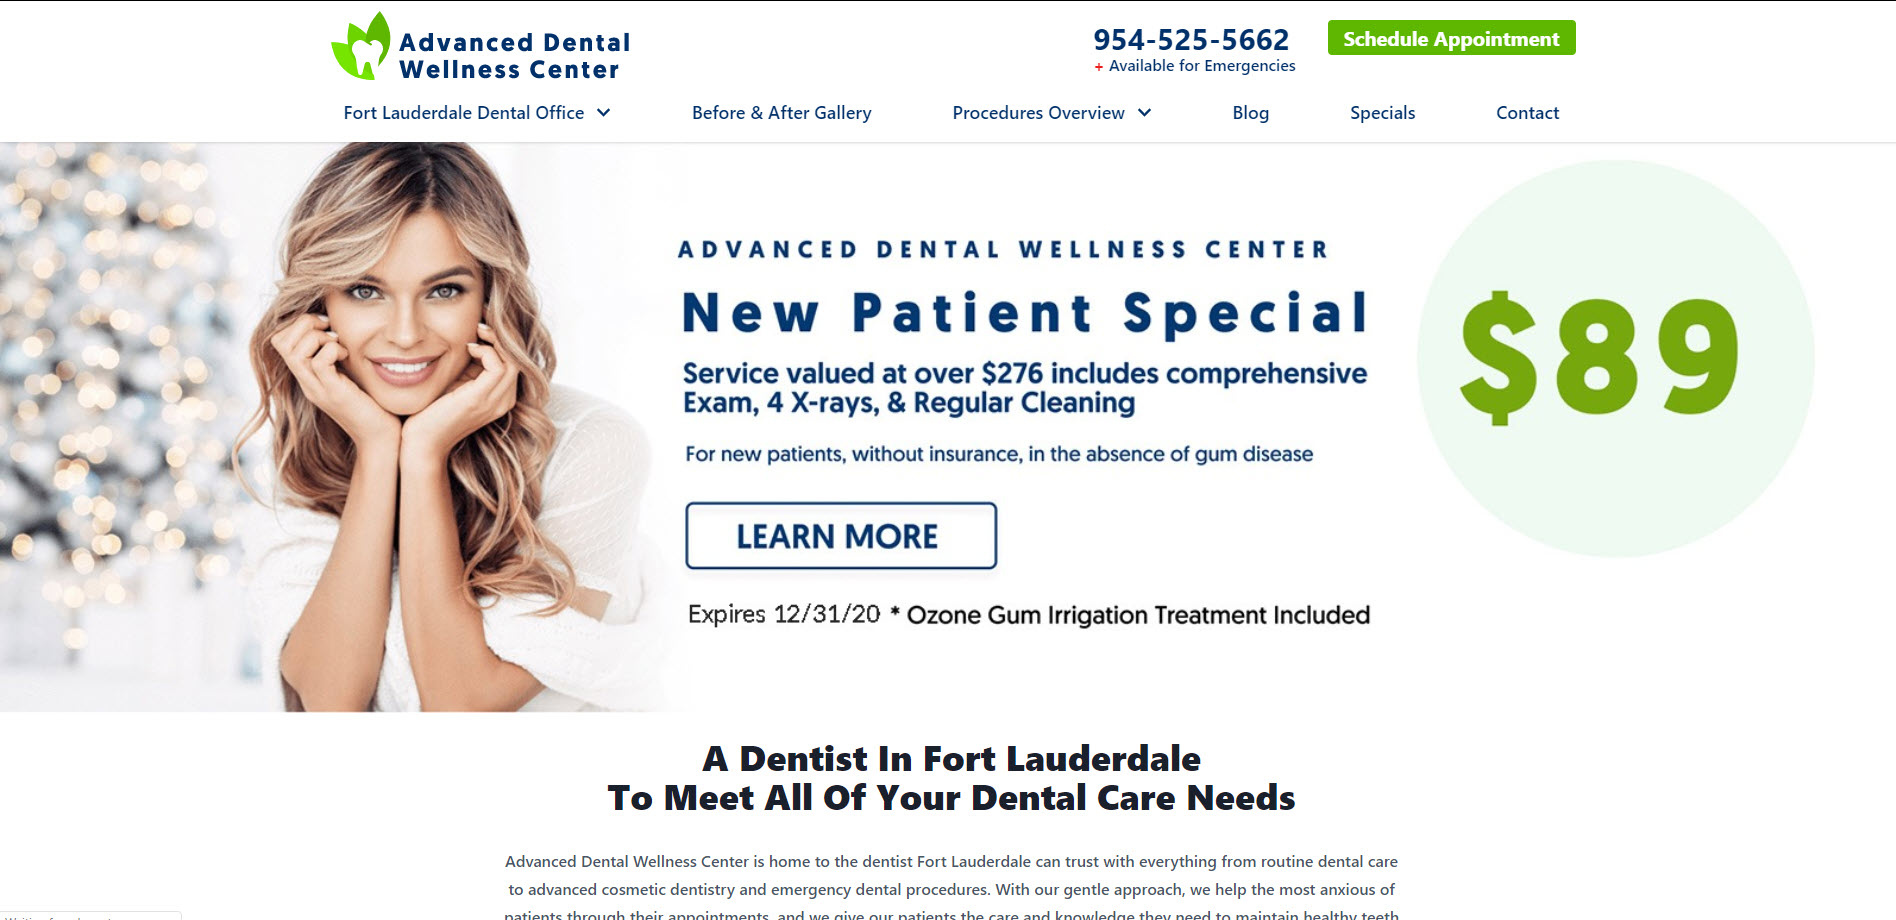 Advanced Dental
Wellness Center
954-525-5662
+ Available for Emergencies
Schedule Appointment
Fort Lauderdale Dental Office
Before & After Gallery
Procedures Overview
Blog
Specials
Contact
ADVANCED DENTAL WELLNESS CENTER
New Patient Special
Service valued at over $276 includes comprehensive
Exam, 4 X-rays, & Regular Cleaning
For new patients, without insurance, in the absence of gum disease
LEARN MORE
Expires 12/31/20 * Ozone Gum Irrigation Treatment Included
$89
A Dentist In Fort Lauderdale
To Meet All Of Your Dental Care Needs
Advanced Dental Wellness Center is home to the dentist Fort Lauderdale can trust with everything from routine dental care
to advanced cosmetic dentistry and emergency dental procedures. With our gentle approach, we help the most anxious of
patients through their appointments, and we give our patients the care and knowledge they need to maintain healthy teeth